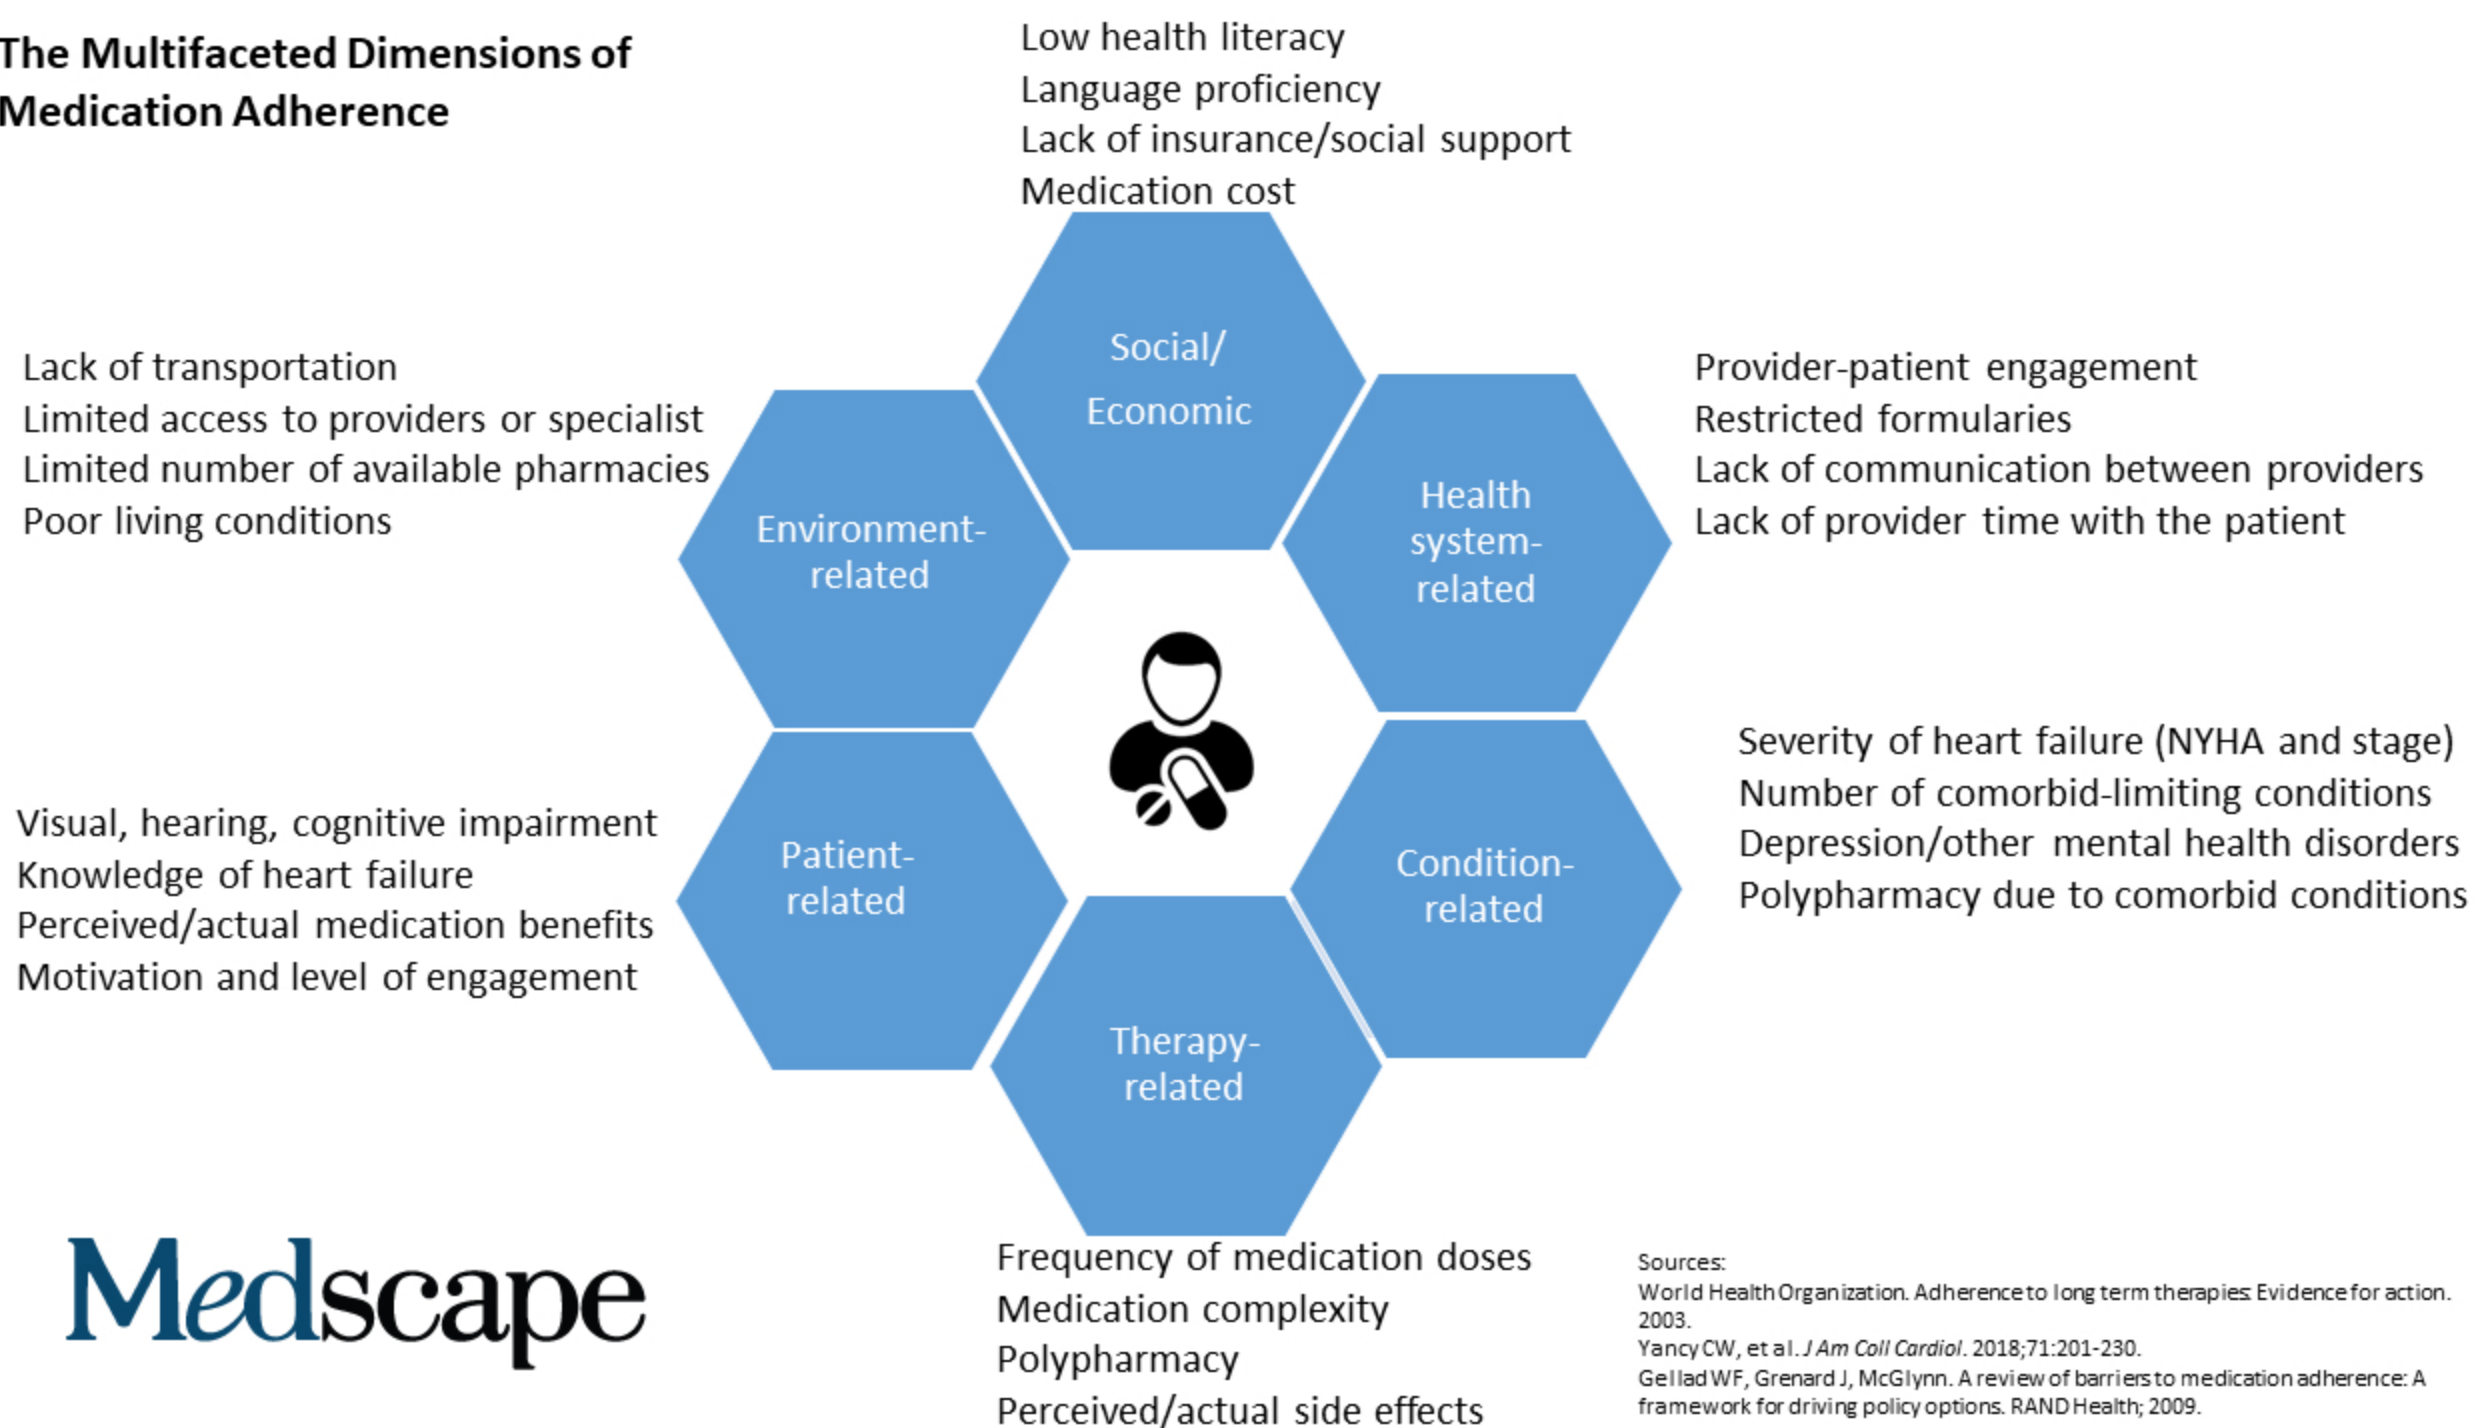 The Multifaceted Dimensions of
Medication Adherence
Low health literacy
Language proficiency
Lack of insurance/social support
Medication cost
Social/
Economic
Lack of transportation
Limited access to providers or specialist
Limited number of available pharmacies
Poor living conditions
Environment-
related
Health
system-
related
Provider-patient engagement
Restricted formularies
Lack of communication between providers
Lack of provider time with the patient
Visual, hearing, cognitive impairment
Knowledge of heart failure
Perceived/actual medication benefits
Motivation and level of engagement
Patient-
related
Condition-
related
Severity of heart failure (NYHA and stage)
Number of comorbid-limiting conditions
Depression/other mental health disorders
Polypharmacy due to comorbid conditions
Therapy-
related
Frequency of medication doses
Medication complexity
Polypharmacy
Perceived/actual side effects
Medscape
Sources:
World Health Organization. Adherence to long term therapies: Evidence for action.
2003.
Yancy CW, et al. J Am Coll Cardiol. 2018;71:201-230.
Gellad WF, Grenard J, McGlynn. A review of barriers to medication adherence: A
framework for driving policy options. RAND Health; 2009.